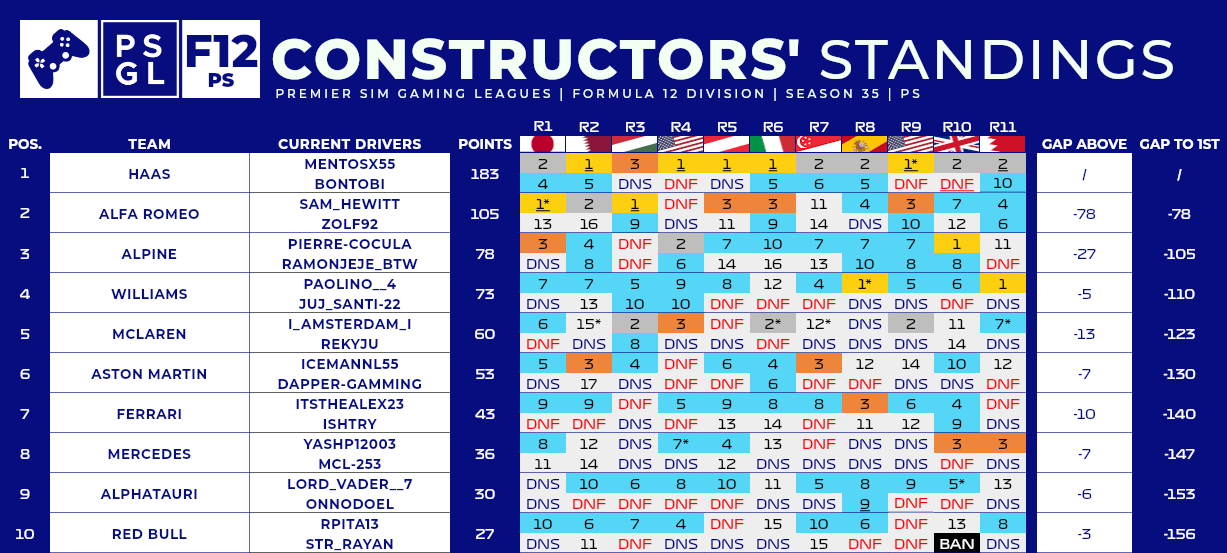 PS GL F12 PS CONSTRUCTORS' STANDINGS
PREMIER SIM GAMING LEAGUES | FORMULA 12 DIVISION | SEASON 35 | PS
R1 R2 R3 R4 R5 R6 R7 R8 R9 R10 R11
POS. TEAM CURRENT DRIVERS POINTS GAP ABOVE GAP TO 1ST
1 HAAS MENTOSX55 183 2 1 3 1 1 1 2 2 1* 2 2 / /
BONTOBI 4 5 DNS DNF DNS 5 6 5 DNF DNF 10
2 ALFA ROMEO SAM_HEWITT 105 1* 2 1 DNF 3 3 11 4 3 7 4 -78 -78
ZOLF92 13 16 9 DNS 11 9 14 DNS 10 12 6
3 ALPINE PIERRE-COCULA 78 3 4 DNF 2 7 10 7 7 7 1 11 -27 -105
RAMONJEJE_BTW DNS 8 DNF 6 14 16 13 10 8 8 DNF
4 WILLIAMS PAOLINO__4 73 7 7 5 9 8 12 4 1* 5 6 1 -5 -110
JUJ_SANTI-22 DNS 13 10 10 DNF DNF DNF DNS DNS DNF DNS
5 MCLAREN I_AMSTERDAM_I 60 6 15* 2 3 DNF 2* 12* DNS 2 11 7* -13 -123
REKYJU DNF DNS 8 DNS DNS DNF DNS DNS DNS 14 DNS
6 ASTON MARTIN ICEMANNL55 53 5 3 4 DNF 6 4 3 12 14 10 12 -7 -130
DAPPER-GAMMING DNS 17 DNS DNF DNF 6 DNF DNF DNS DNS DNF
7 FERRARI ITSTHEALEX23 43 9 9 DNF 5 9 8 8 3 6 4 DNF -10 -140
ISHTRY DNF DNF DNS DNF 13 14 DNF 11 12 9 DNS
8 MERCEDES YASHP12003 36 8 12 DNF 7* 4 13 DNF DNS DNS 3 3 -7 -147
MCL-253 11 14 DNS DNS 12 DNS DNS DNS DNS DNF DNS
9 ALPHATAURI LORD_VADER__7 30 DNS 10 6 8 10 11 5 8 9 5* 13 -6 -153
ONNODOEL DNS DNF DNF DNF DNF DNS DNS 9 DNF DNF DNS
10 RED BULL RPITA13 27 10 6 7 4 DNF 15 10 6 DNF 13 8 -3 -156
STR_RAYAN DNS 11 DNF DNS DNS DNS 15 DNF DNF BAN DNS